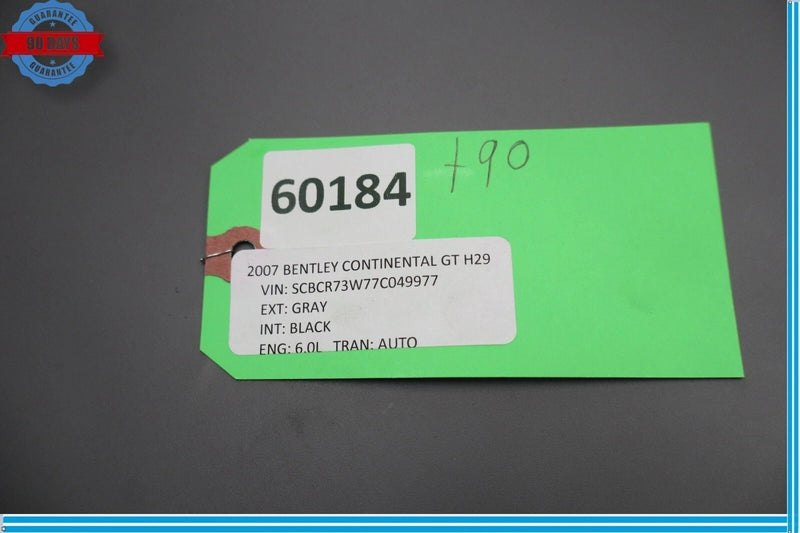 GUARANTEE
90 DAYS
GUARANTEE
60184
t90
2007 BENTLEY CONTINENTAL GT H29
VIN: SCBCR73W77C049977
EXT: GRAY
INT: BLACK
ENG: 6.0L TRAN: AUTO